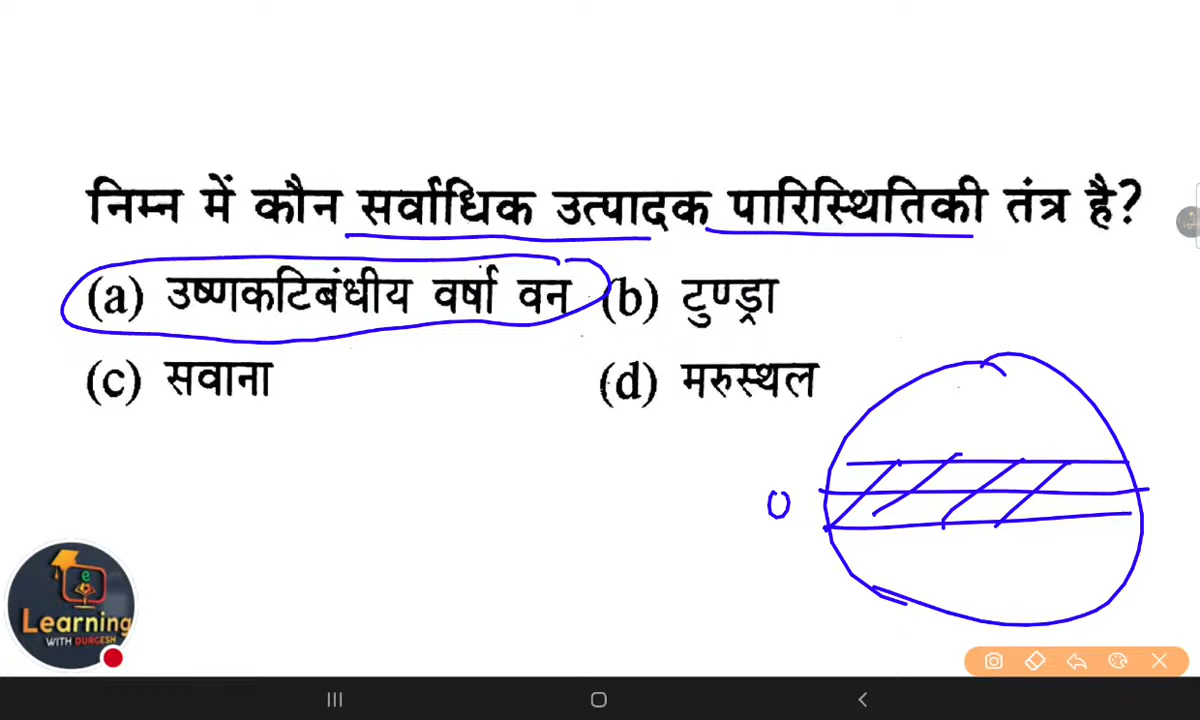 निम्न में कौन सर्वाधिक उत्पादक पारिस्थितिकी तंत्र है?
(a) उष्णकटिबंधीय वर्षा वन (b) टुण्ड्रा
(c) सवाना (d) मरुस्थल
0
e
Learning
WITH DURGESH